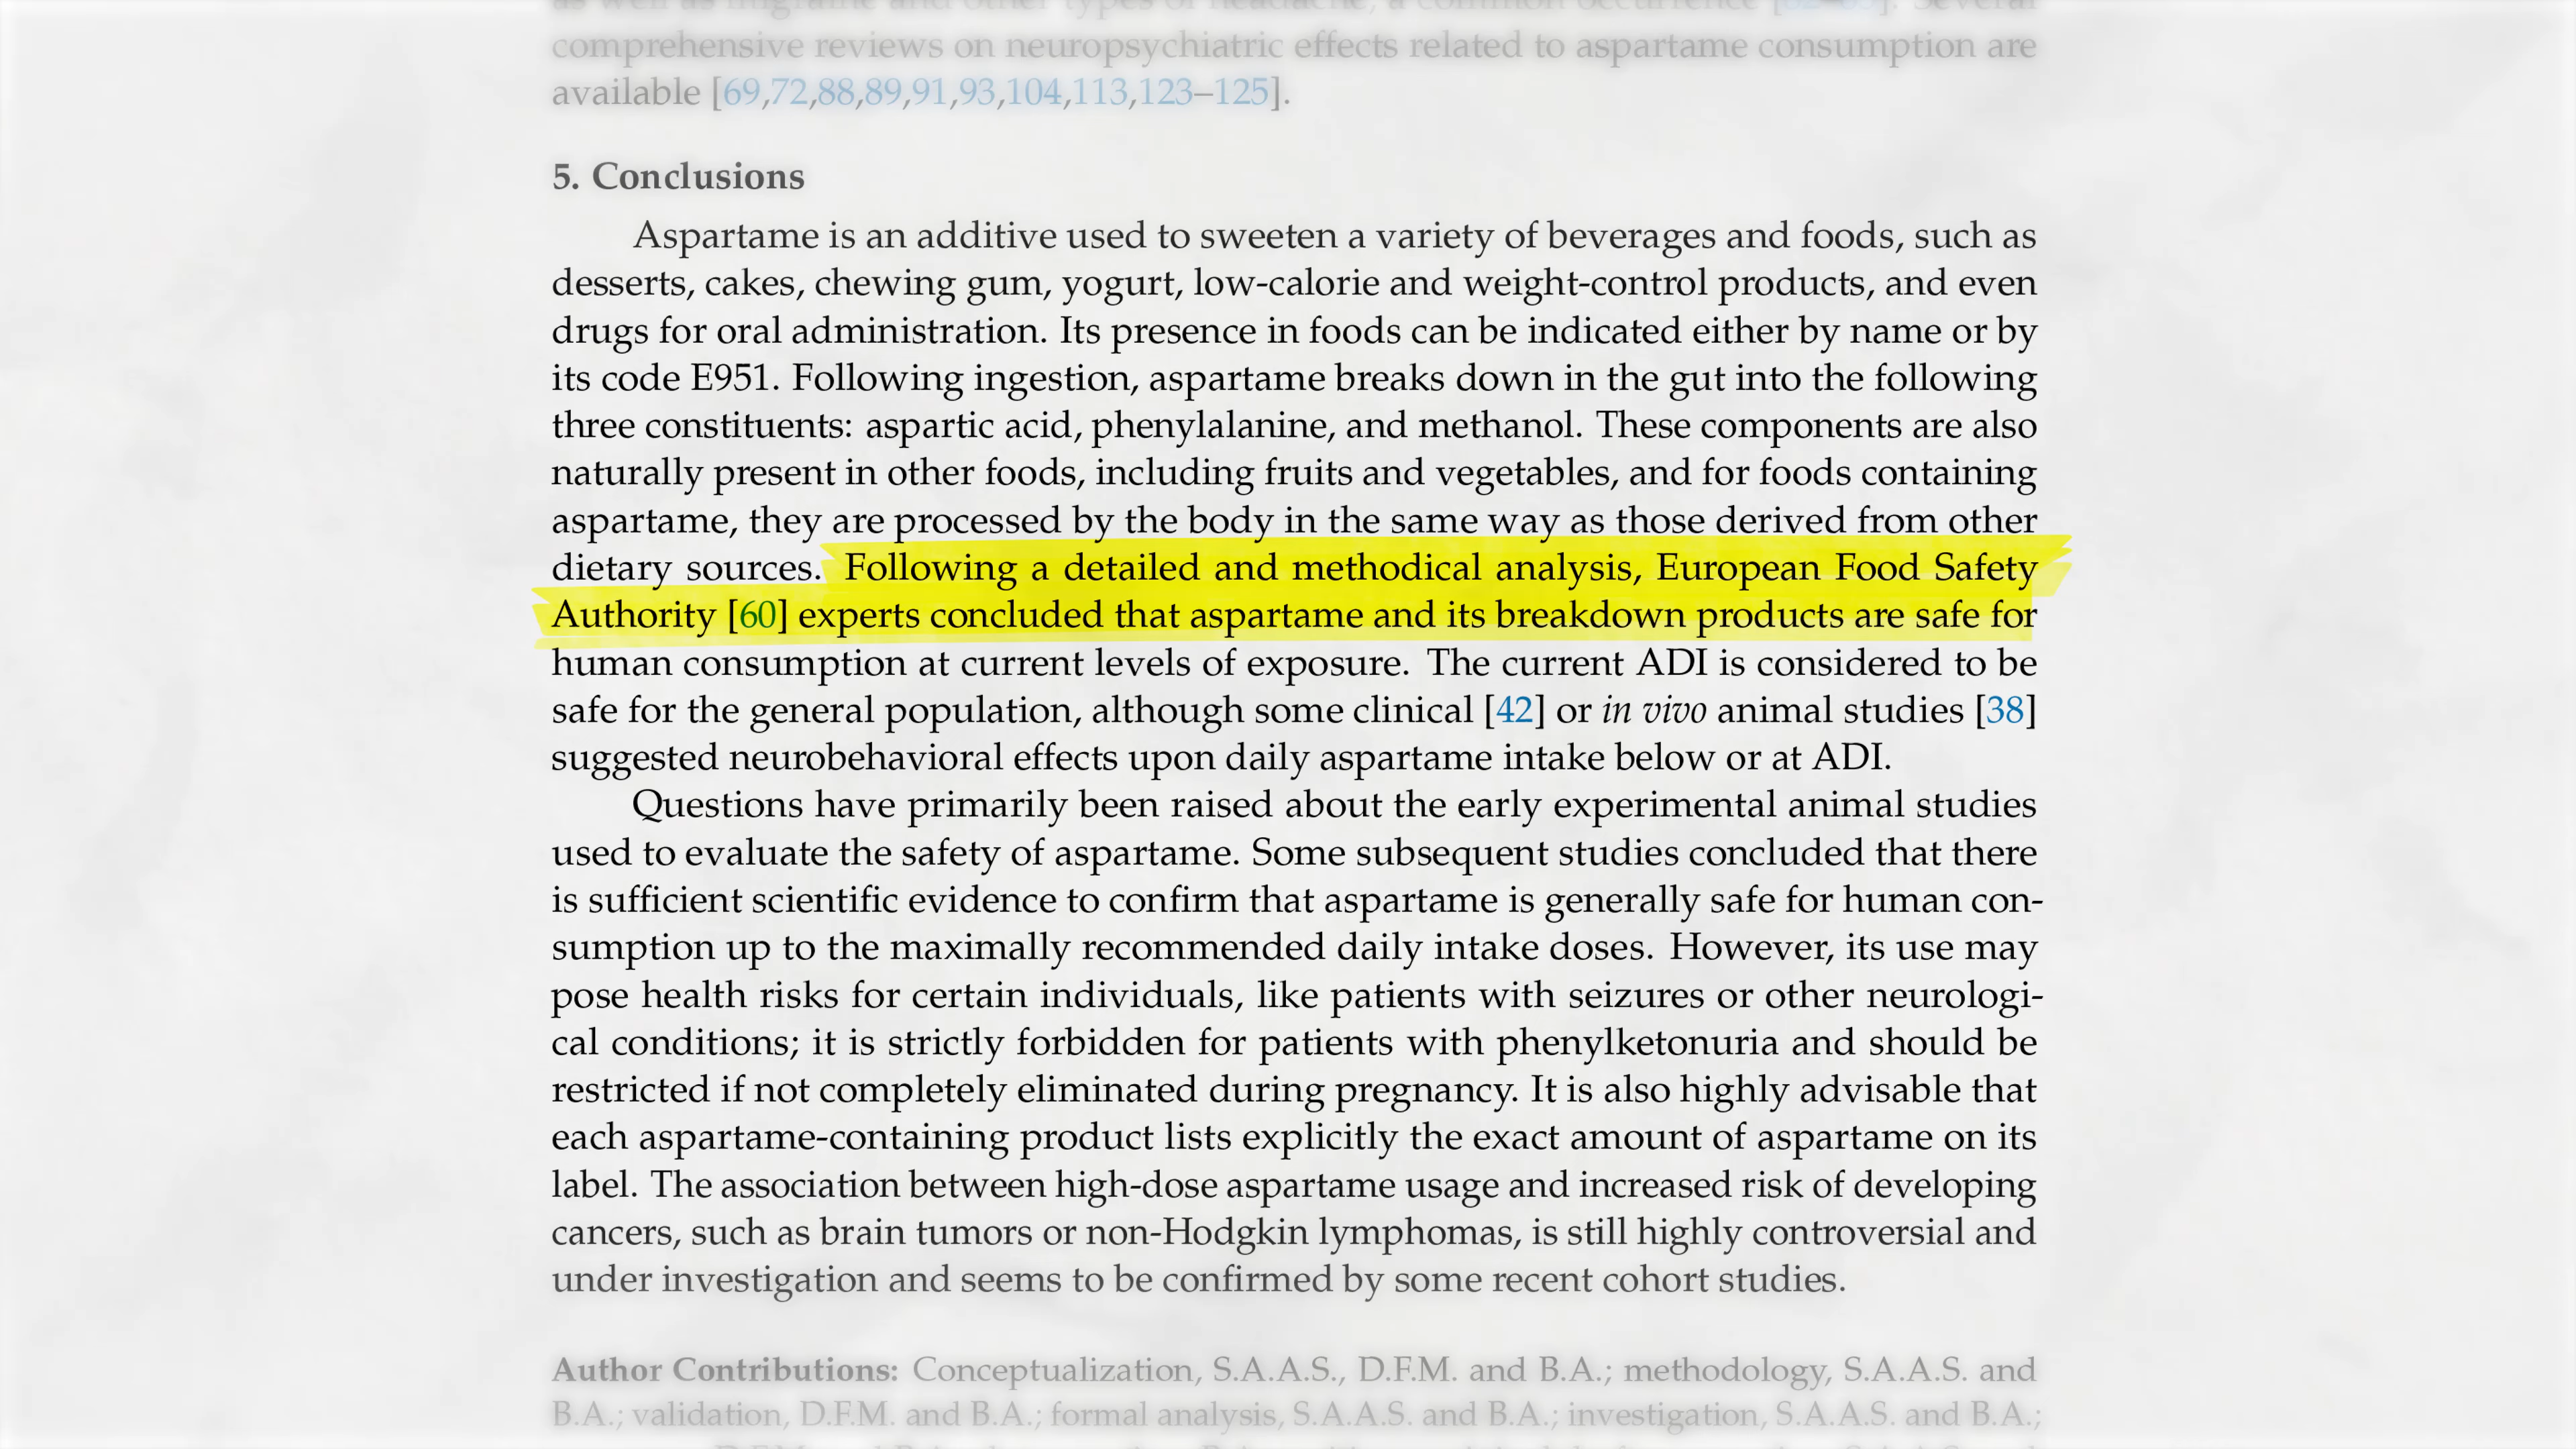 as well as migraine and other types of headache, a common occurrence
comprehensive reviews on neuropsychiatric effects related to aspartame consumption are
available [69,72,88,89,91,93,104,113,123–125].
5. Conclusions
Aspartame is an additive used to sweeten a variety of beverages and foods, such as
desserts, cakes, chewing gum, yogurt, low-calorie and weight-control products, and even
drugs for oral administration. Its presence in foods can be indicated either by name or by
its code E951. Following ingestion, aspartame breaks down in the gut into the following
three constituents: aspartic acid, phenylalanine, and methanol. These components are also
naturally present in other foods, including fruits and vegetables, and for foods containing
aspartame, they are processed by the body in the same way as those derived from other
dietary sources. Following a detailed and methodical analysis, European Food Safety
Authority [60] experts concluded that aspartame and its breakdown products are safe for
human consumption at current levels of exposure. The current ADI is considered to be
safe for the general population, although some clinical [42] or in vivo animal studies [38]
suggested neurobehavioral effects upon daily aspartame intake below or at ADI.
Questions have primarily been raised about the early experimental animal studies
used to evaluate the safety of aspartame. Some subsequent studies concluded that there
is sufficient scientific evidence to confirm that aspartame is generally safe for human con-
sumption up to the maximally recommended daily intake doses. However, its use may
pose health risks for certain individuals, like patients with seizures or other neurologi-
cal conditions; it is strictly forbidden for patients with phenylketonuria and should be
restricted if not completely eliminated during pregnancy. It is also highly advisable that
each aspartame-containing product lists explicitly the exact amount of aspartame on its
label. The association between high-dose aspartame usage and increased risk of developing
cancers, such as brain tumors or non-Hodgkin lymphomas, is still highly controversial and
under investigation and seems to be confirmed by some recent cohort studies.
Author Contributions: Conceptualization, S.A.A.S., D.F.M. and B.A.; methodology, S.A.A.S. and
B.A.; validation, D.F.M. and B.A.; formal analysis, S.A.A.S. and B.A.; investigation, S.A.A.S. and B.A.;